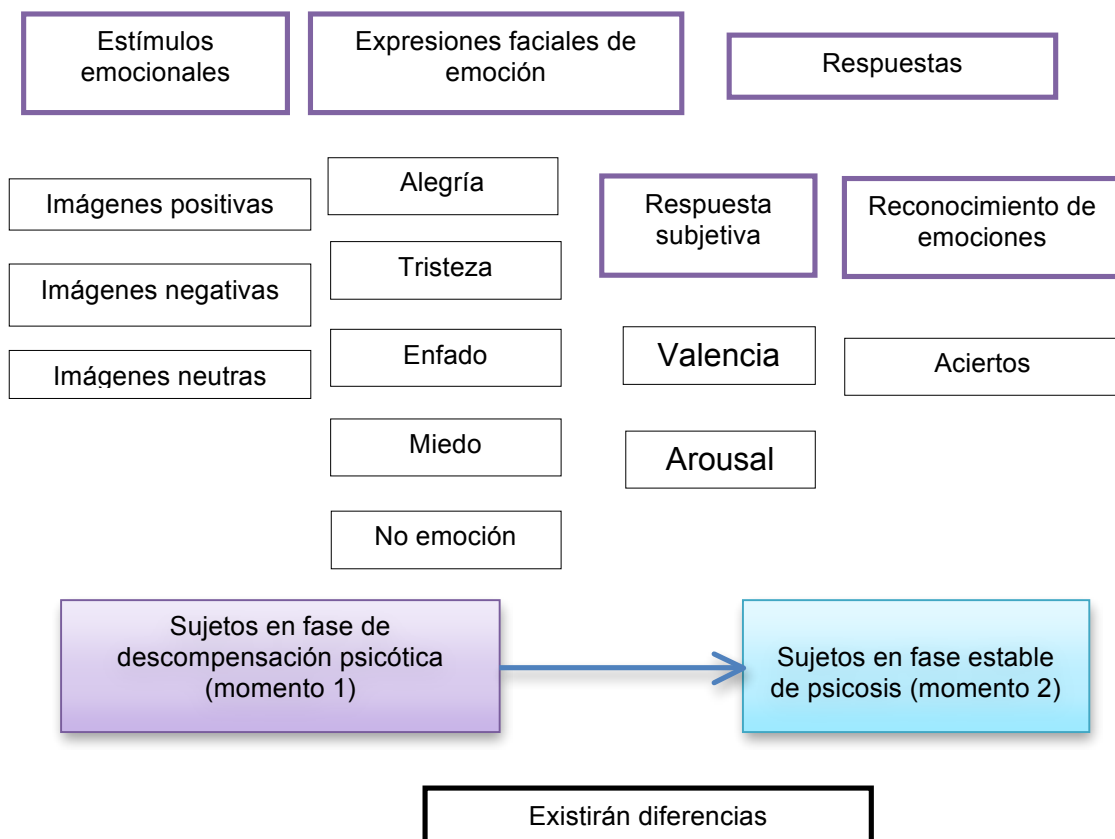 Estímulos
emocionales
Expresiones faciales de
emoción
Respuestas
Imágenes positivas
Imágenes negativas
Imágenes neutras
Alegría
Tristeza
Enfado
Miedo
No emoción
Respuesta
subjetiva
Valencia
Arousal
Reconocimiento de
emociones
Aciertos
Sujetos en fase de
descompensación psicótica
(momento 1)
Sujetos en fase estable
de psicosis (momento 2)
Existirán diferencias